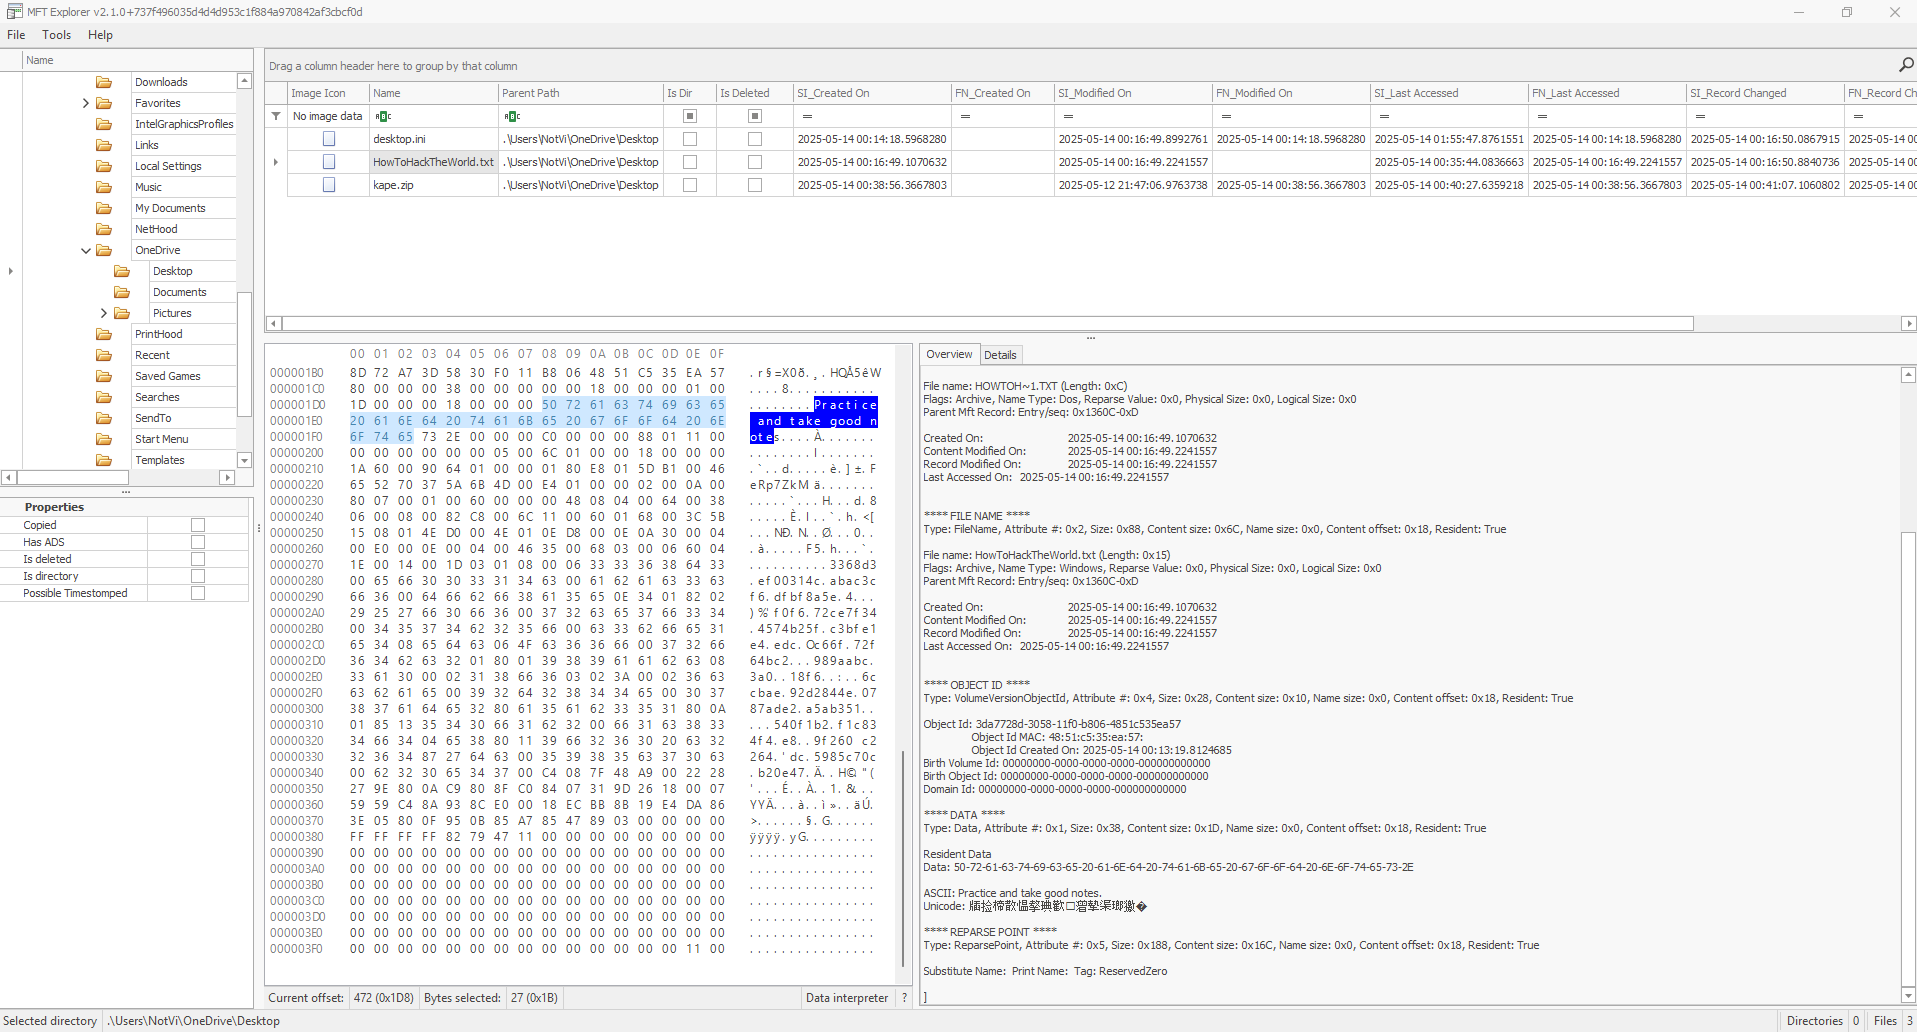 MFT Explorer v2.1.0+737f496035d4d4d953c1f884a970842af3cbcf0d
File Tools Help
Name
Downloads
Favorites
IntelGraphicsProfiles
Links
Local Settings
Music
My Documents
NetHood
OneDrive
Desktop
Documents
Pictures
PrintHood
Recent
Saved Games
Searches
SendTo
Start Menu
Templates
Properties
Copied
Has ADS
Is deleted
Is directory
Possible Timestomped
Drag a column header here to group by that column
Image Icon Name Parent Path Is Dir Is Deleted SI_Created On FN_Created On SI_Modified On FN_Modified On SI_Last Accessed FN_Last Accessed SI_Record Changed FN_Record Ch
No image data = = = = = = = =
desktop.ini .\Users\NotVi\OneDrive\Desktop 2025-05-14 00:14:18.5968280 2025-05-14 00:16:49.8992761 2025-05-14 00:14:18.5968280 2025-05-14 01:55:47.8761551 2025-05-14 00:14:18.5968280 2025-05-14 00:16:50.0867915 2025-05-14 00
HowToHackTheWorld.txt .\Users\NotVi\OneDrive\Desktop 2025-05-14 00:16:49.1070632 2025-05-14 00:16:49.2241557 2025-05-14 00:35:44.0836663 2025-05-14 00:16:49.2241557 2025-05-14 00:16:50.8840736 2025-05-14 00
kape.zip .\Users\NotVi\OneDrive\Desktop 2025-05-14 00:38:56.3667803 2025-05-12 21:47:06.9763738 2025-05-14 00:38:56.3667803 2025-05-14 00:40:27.6359218 2025-05-14 00:38:56.3667803 2025-05-14 00:41:07.1060802 2025-05-14 00
00 01 02 03 04 05 06 07 08 09 0A 0B 0C 0D 0E 0F
000001B0 8D 72 A7 3D 58 30 F0 11 B8 06 48 51 C5 35 EA 57 .r§=X0ð.¸.HQÅ5êW
000001C0 80 00 00 00 38 00 00 00 00 00 18 00 00 00 01 00 ....8...........
000001D0 1D 00 00 00 18 00 00 00 50 72 61 63 74 69 63 65 ........Practice
000001E0 20 61 6E 64 20 74 61 6B 65 20 67 6F 6F 64 20 6E  and take good n
000001F0 6F 74 65 73 2E 00 00 00 C0 00 00 00 88 01 11 00 otes....À.......
00000200 00 00 00 00 00 00 05 00 6C 01 00 00 18 00 00 00 ........l.......
00000210 1A 60 00 90 64 01 00 00 01 80 E8 01 5D B1 00 46 .`..d.....è.]±.F
00000220 65 52 70 37 5A 6B 4D 00 E4 01 00 00 02 00 0A 00 eRp7ZkM.ä.......
00000230 80 07 00 01 00 60 00 00 00 48 08 04 00 64 00 38 .....`...H...d.8
00000240 06 00 08 00 82 C8 00 6C 11 00 60 01 68 00 3C 5B .....È.l..`.h.<[
00000250 15 08 01 4E D0 00 4E 01 0E D8 00 0E 0A 30 00 04 ...NÐ.N..Ø...0..
00000260 00 E0 00 0E 00 04 00 46 35 00 68 03 00 06 60 04 .à.....F5.h...`.
00000270 1E 00 14 00 1D 03 01 08 00 06 33 33 36 38 64 33 ..........3368d3
00000280 00 65 66 30 30 33 31 34 63 00 61 62 61 63 33 63 .ef00314c.abac3c
00000290 66 36 00 64 66 62 66 38 61 35 65 0E 34 01 82 02 f6.dfbf8a5e.4...
000002A0 29 25 27 66 30 66 36 00 37 32 63 65 37 66 33 34 )%'f0f6.72ce7f34
000002B0 00 34 35 37 34 62 32 35 66 00 63 33 62 66 65 31 .4574b25f.c3bfe1
000002C0 65 34 08 65 64 63 06 4F 63 36 36 66 00 37 32 66 e4.edc.Oc66f.72f
000002D0 36 34 62 63 32 01 80 01 39 38 39 61 61 62 63 08 64bc2...989aabc.
000002E0 33 61 30 00 02 31 38 66 36 03 02 3A 00 02 36 63 3a0..18f6..:..6c
000002F0 63 62 61 65 00 39 32 64 32 38 34 34 65 00 30 37 cbae.92d2844e.07
00000300 38 37 61 64 65 32 80 61 35 61 62 33 35 31 80 0A 87ade2.a5ab351..
00000310 01 85 13 35 34 30 66 31 62 32 00 66 31 63 38 33 ...540f1b2.f1c83
00000320 34 66 34 04 65 38 80 11 39 66 32 36 30 20 63 32 4f4.e8..9f260 c2
00000330 32 36 34 87 27 64 63 00 35 39 38 35 63 37 30 63 264.'dc.5985c70c
00000340 00 62 32 30 65 34 37 00 C4 08 7F 48 A9 00 22 28 .b20e47.Ä..H©."(
00000350 27 9E 80 0A C9 80 8F C0 84 07 31 9D 26 18 00 07 '...É..À..1.&...
00000360 59 59 C4 8A 93 8C E0 00 18 EC BB 8B 19 E4 DA 86 YYÄ...à..ì»..äÚ.
00000370 3E 05 80 0F 95 0B 85 A7 85 47 89 03 00 00 00 00 >......§.G......
00000380 FF FF FF FF 82 79 47 11 00 00 00 00 00 00 00 00 ÿÿÿÿ.yG.........
00000390 00 00 00 00 00 00 00 00 00 00 00 00 00 00 00 00 ................
000003A0 00 00 00 00 00 00 00 00 00 00 00 00 00 00 00 00 ................
000003B0 00 00 00 00 00 00 00 00 00 00 00 00 00 00 00 00 ................
000003C0 00 00 00 00 00 00 00 00 00 00 00 00 00 00 00 00 ................
000003D0 00 00 00 00 00 00 00 00 00 00 00 00 00 00 00 00 ................
000003E0 00 00 00 00 00 00 00 00 00 00 00 00 00 00 00 00 ................
000003F0 00 00 00 00 00 00 00 00 00 00 00 00 00 00 11 00 ................
Current offset: 472 (0x1D8) Bytes selected: 27 (0x1B) Data interpreter ?
Overview Details
File name: HOWTOH~1.TXT (Length: 0xC)
Flags: Archive, Name Type: Dos, Reparse Value: 0x0, Physical Size: 0x0, Logical Size: 0x0
Parent Mft Record: Entry/seq: 0x1360C-0xD
Created On: 2025-05-14 00:16:49.1070632
Content Modified On: 2025-05-14 00:16:49.2241557
Record Modified On: 2025-05-14 00:16:49.2241557
Last Accessed On: 2025-05-14 00:16:49.2241557
**** FILE NAME ****
Type: FileName, Attribute #: 0x2, Size: 0x88, Content size: 0x6C, Name size: 0x0, Content offset: 0x18, Resident: True
File name: HowToHackTheWorld.txt (Length: 0x15)
Flags: Archive, Name Type: Windows, Reparse Value: 0x0, Physical Size: 0x0, Logical Size: 0x0
Parent Mft Record: Entry/seq: 0x1360C-0xD
Created On: 2025-05-14 00:16:49.1070632
Content Modified On: 2025-05-14 00:16:49.2241557
Record Modified On: 2025-05-14 00:16:49.2241557
Last Accessed On: 2025-05-14 00:16:49.2241557
**** OBJECT ID ****
Type: VolumeVersionObjectId, Attribute #: 0x4, Size: 0x28, Content size: 0x10, Name size: 0x0, Content offset: 0x18, Resident: True
Object Id: 3da7728d-3058-11f0-b806-4851c535ea57
Object Id MAC: 48:51:c5:35:ea:57:
Object Id Created On: 2025-05-14 00:13:19.8124685
Birth Volume Id: 00000000-0000-0000-0000-000000000000
Birth Object Id: 00000000-0000-0000-0000-000000000000
Domain Id: 00000000-0000-0000-0000-000000000000
**** DATA ****
Type: Data, Attribute #: 0x1, Size: 0x38, Content size: 0x1D, Name size: 0x0, Content offset: 0x18, Resident: True
Resident Data
Data: 50-72-61-63-74-69-63-65-20-61-6E-64-20-74-61-6B-65-20-67-6F-6F-64-20-6E-6F-74-65-73-2E
ASCII: Practice and take good notes.
Unicode:
**** REPARSE POINT ****
Type: ReparsePoint, Attribute #: 0x5, Size: 0x188, Content size: 0x16C, Name size: 0x0, Content offset: 0x18, Resident: True
Substitute Name: Print Name: Tag: ReservedZero
]
Selected directory .\Users\NotVi\OneDrive\Desktop Directories 0 Files 3